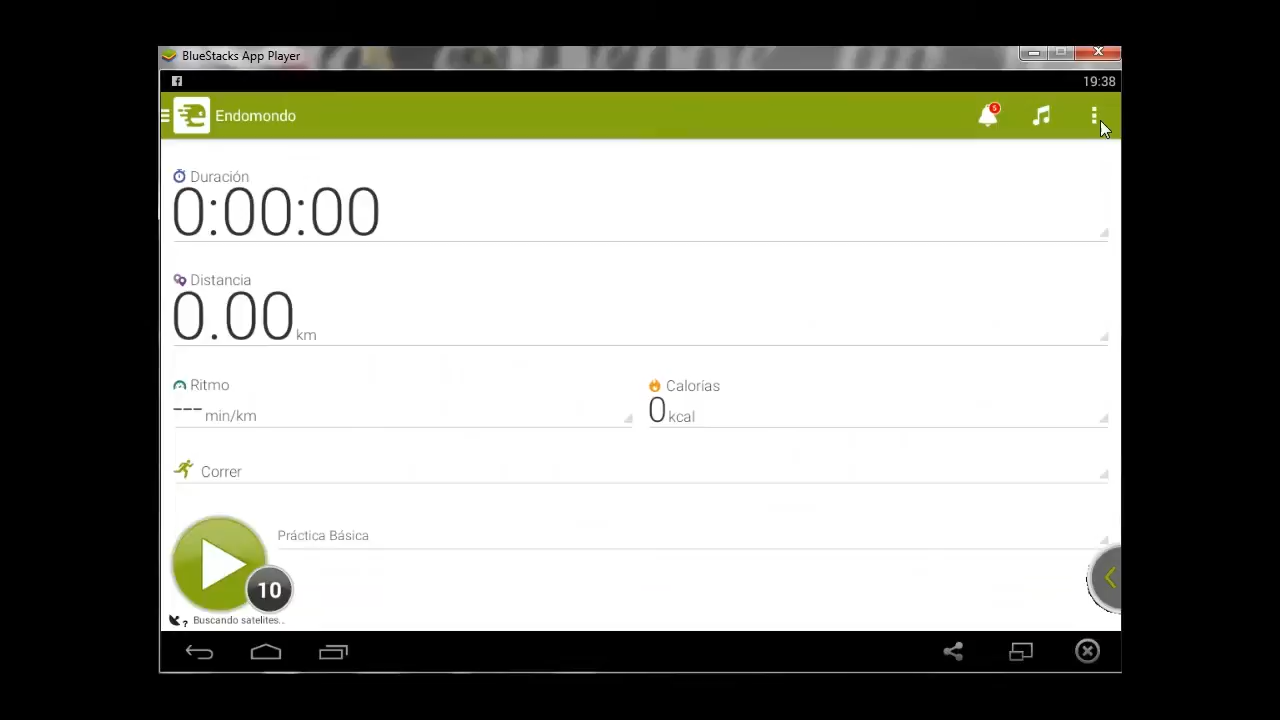 BlueStacks App Player
19:38
Endomondo
5
Duración
0:00:00
Distancia
0.00 km
Ritmo
--- min/km
Calorías
0 kcal
Correr
Práctica Básica
10
? Buscando satelites..